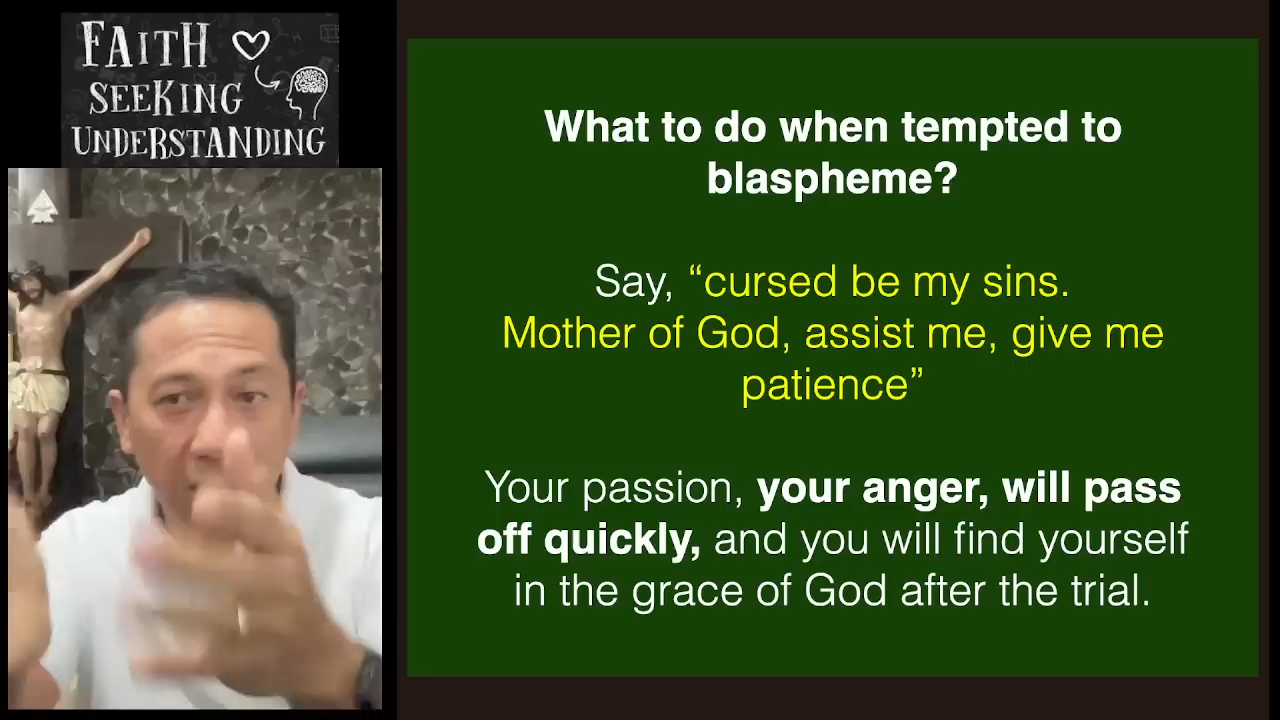 FAITH
SEEKING
UNDERSTANDING
What to do when tempted to
blaspheme?
Say, “cursed be my sins.
Mother of God, assist me, give me
patience”
Your passion, your anger, will pass
off quickly, and you will find yourself
in the grace of God after the trial.